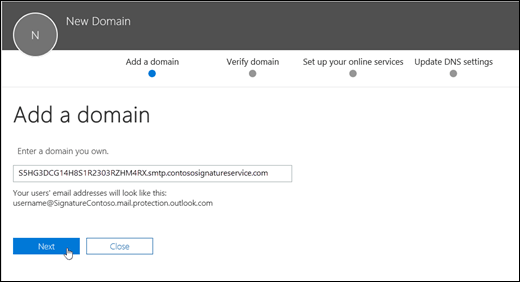 N
New Domain
Add a domain
Verify domain
Set up your online services
Update DNS settings
Add a domain
Enter a domain you own.
S5HG3DCG14H8S1R2303RZHM4RX.smtp.contososignatureservice.com
Your users' email addresses will look like this:
username@SignatureContoso.mail.protection.outlook.com
Next
Close